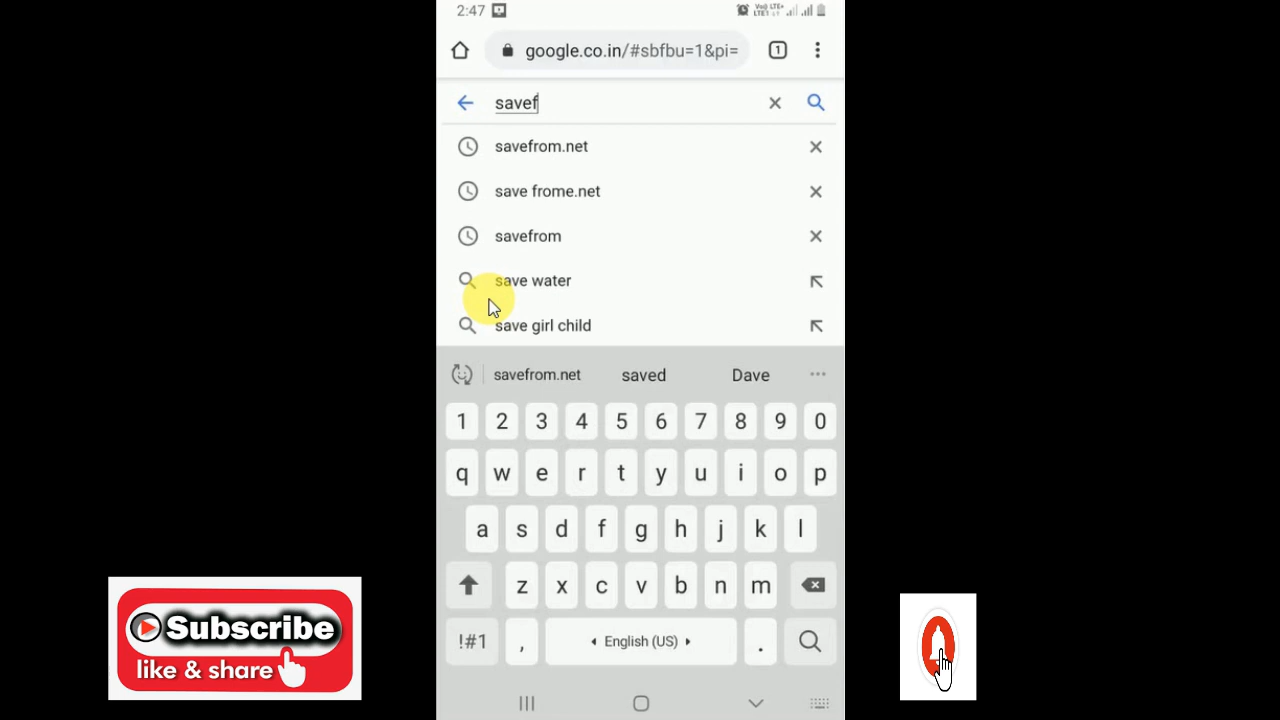 2:47
google.co.in/#sbfbu=1&pi=
1
savef
savefrom.net
save frome.net
savefrom
save water
save girl child
savefrom.net saved Dave
1 2 3 4 5 6 7 8 9 0
q w e r t y u i o p
a s d f g h j k l
z x c v b n m
!#1 , English (US) .
Subscribe
like & share